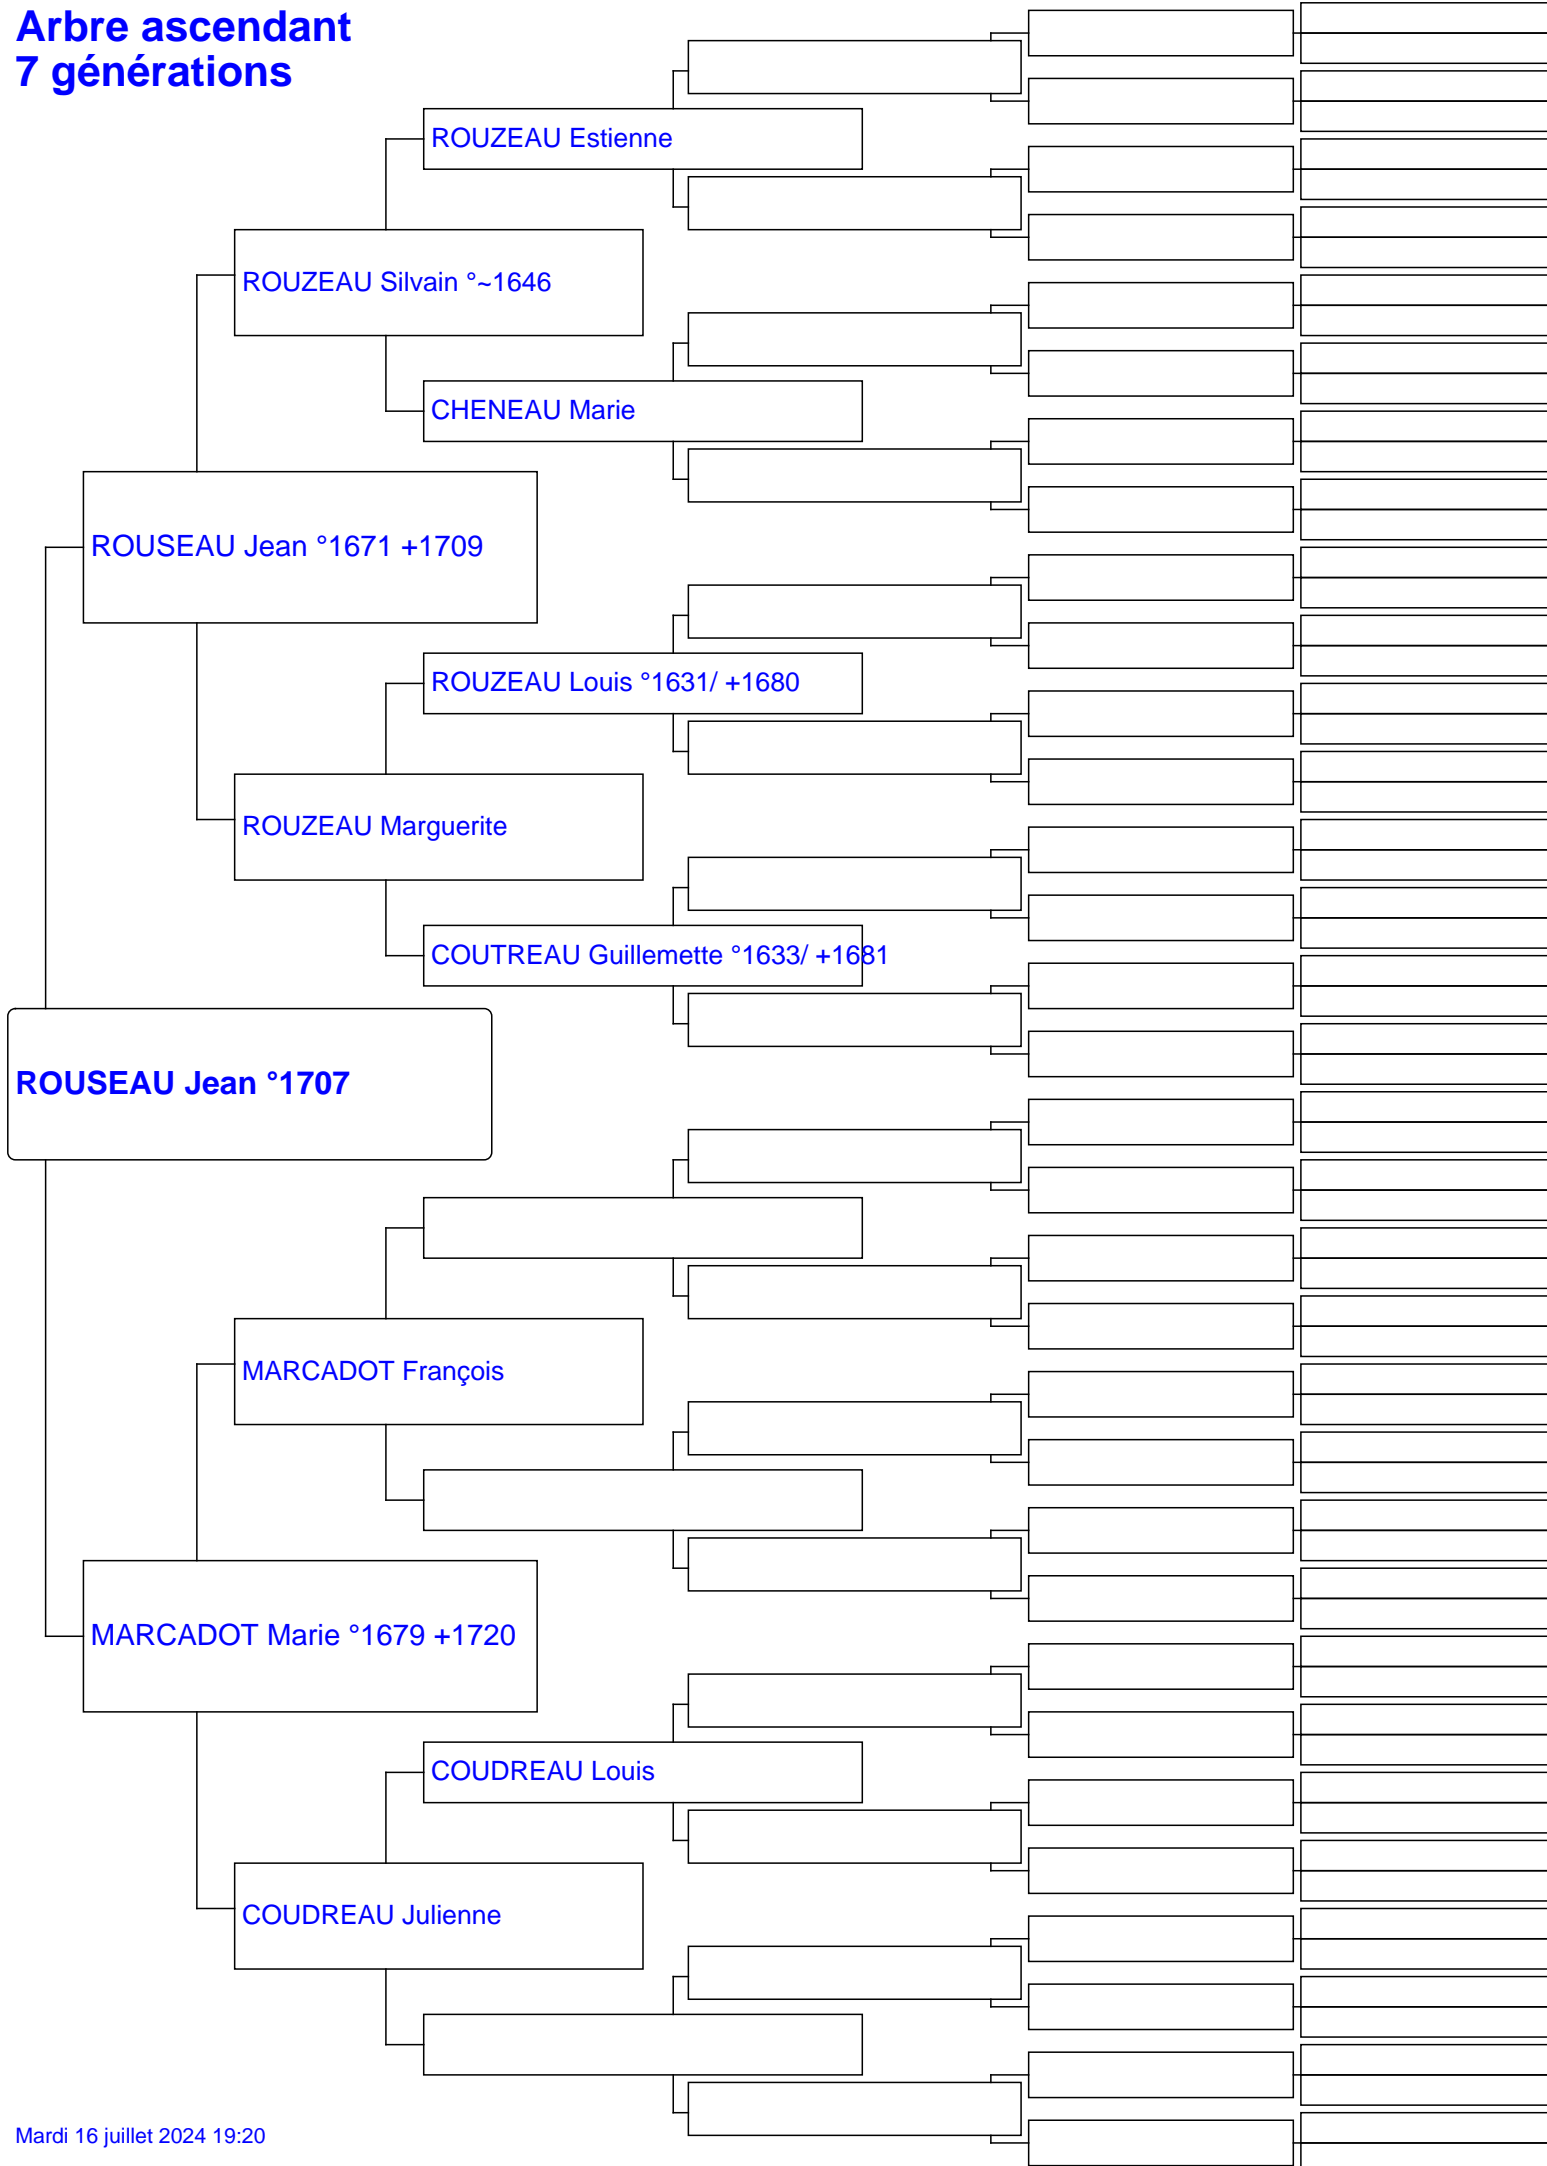 Arbre ascendant
7 générations
ROUZEAU Estienne
ROUZEAU Silvain °~1646
CHENEAU Marie
ROUSEAU Jean °1671 +1709
ROUZEAU Louis °1631/ +1680
ROUZEAU Marguerite
COUTREAU Guillemette °1633/ +1681
ROUSEAU Jean °1707
MARCADOT François
MARCADOT Marie °1679 +1720
COUDREAU Louis
COUDREAU Julienne
Mardi 16 juillet 2024 19:20